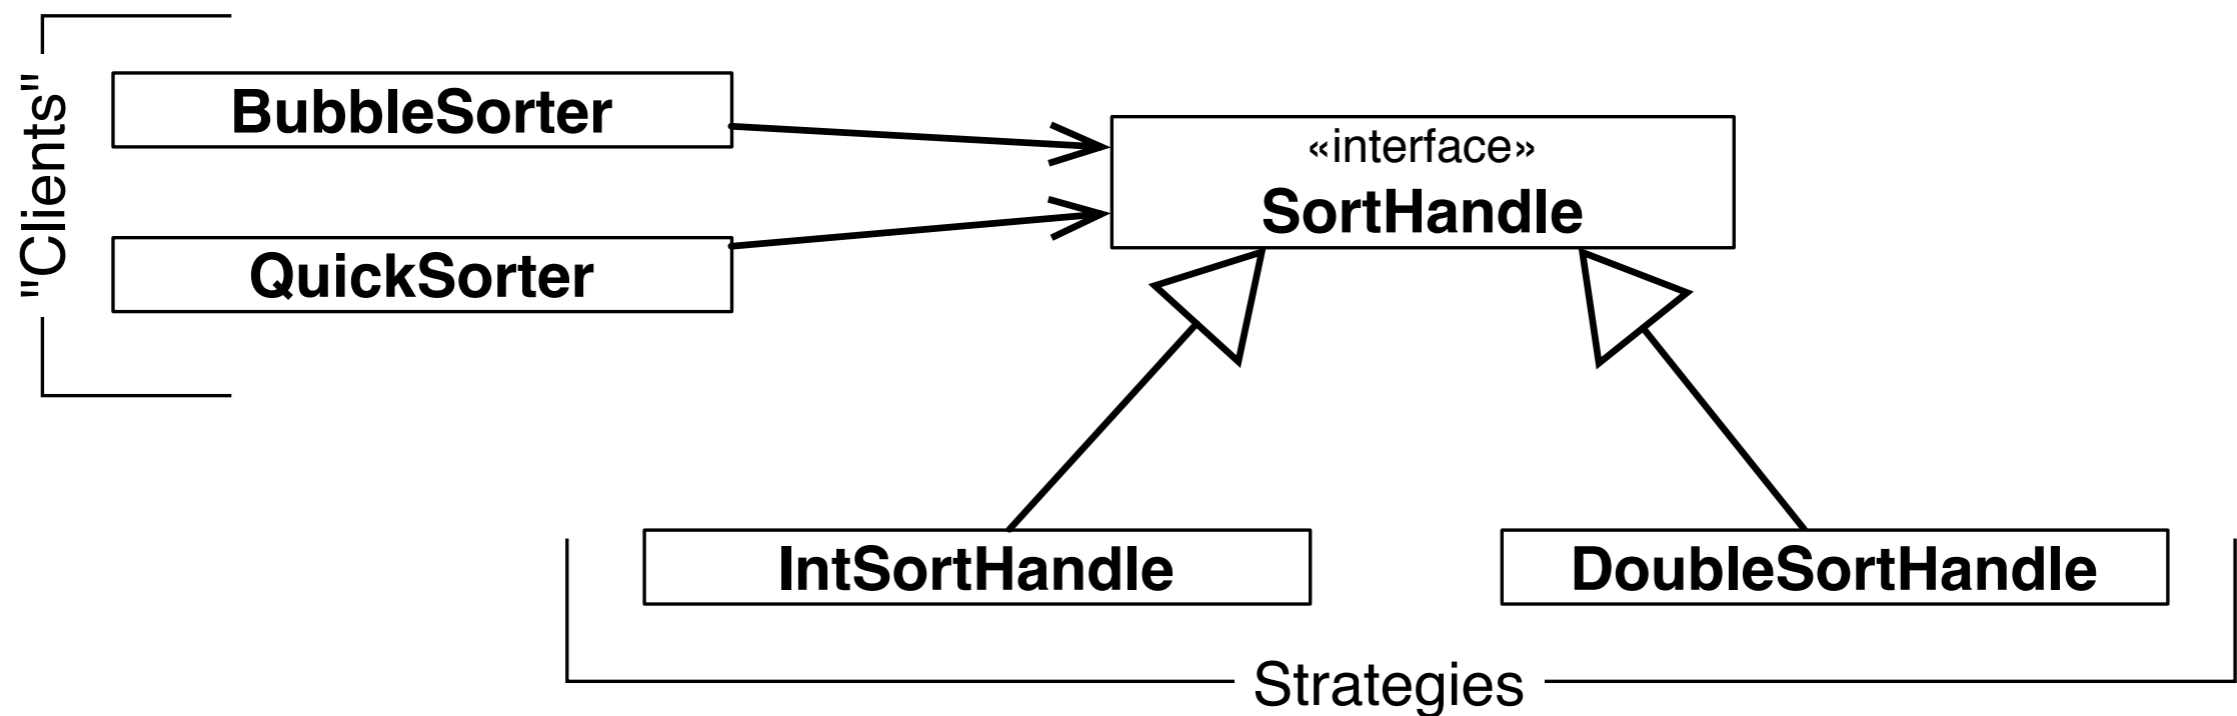 "Clients"
BubbleSorter
QuickSorter
«interface»
SortHandle
IntSortHandle
DoubleSortHandle
Strategies